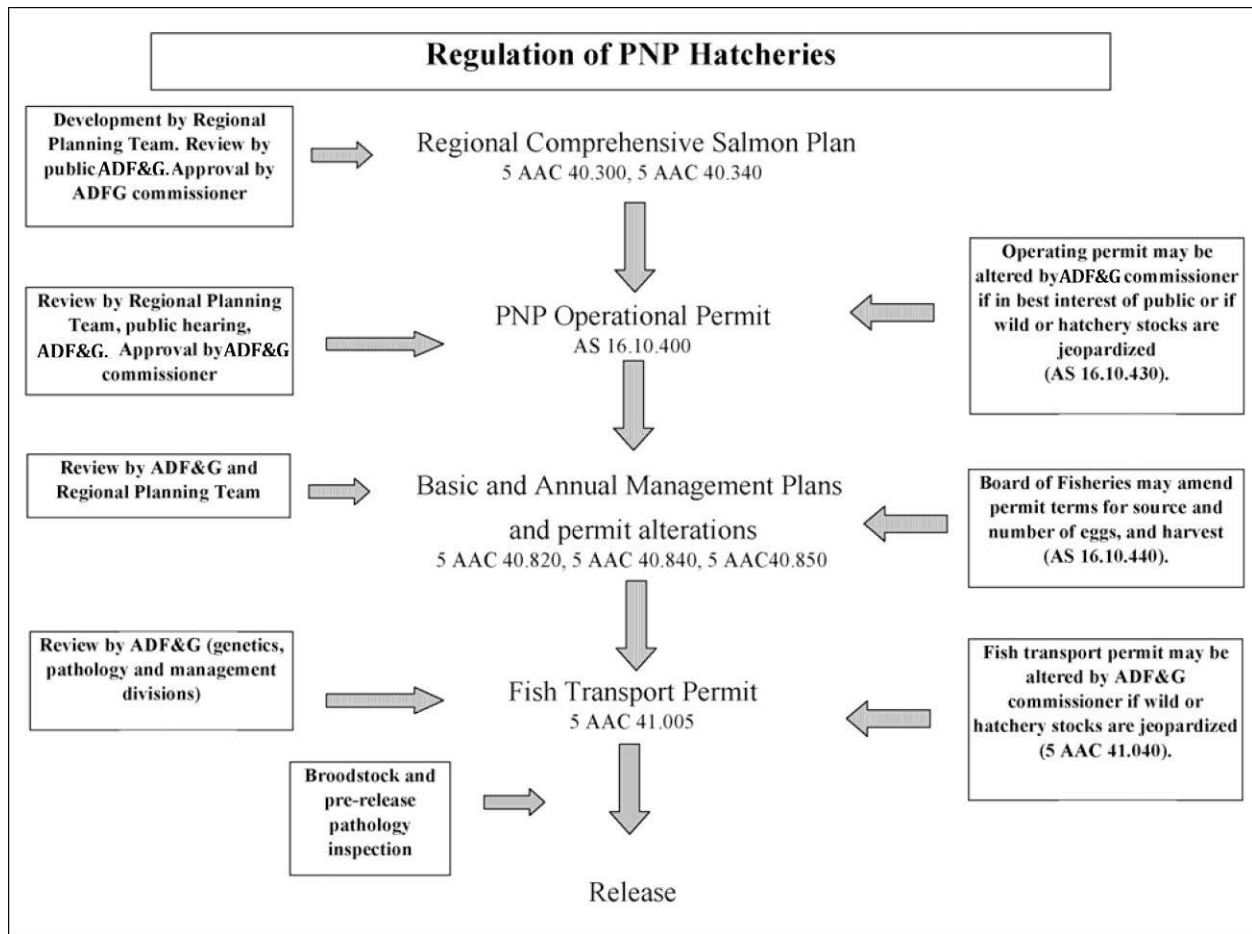 Regulation of PNP Hatcheries
Development by Regional
Planning Team. Review by
public ADF&G. Approval by
ADFG commissioner
Regional Comprehensive Salmon Plan
5 AAC 40.300, 5 AAC 40.340
Review by Regional Planning
Team, public hearing,
ADF&G. Approval by ADF&G
commissioner
PNP Operational Permit
AS 16.10.400
Operating permit may be
altered by ADF&G commissioner
if in best interest of public or if
wild or hatchery stocks are
jeopardized
(AS 16.10.430).
Review by ADF&G and
Regional Planning Team
Basic and Annual Management Plans
and permit alterations
5 AAC 40.820, 5 AAC 40.840, 5 AAC40.850
Board of Fisheries may amend
permit terms for source and
number of eggs, and harvest
(AS 16.10.440).
Review by ADF&G (genetics,
pathology and management
divisions)
Fish Transport Permit
5 AAC 41.005
Fish transport permit may be
altered by ADF&G
commissioner if wild or
hatchery stocks are jeopardized
(5 AAC 41.040).
Broodstock and
pre-release
pathology
inspection
Release